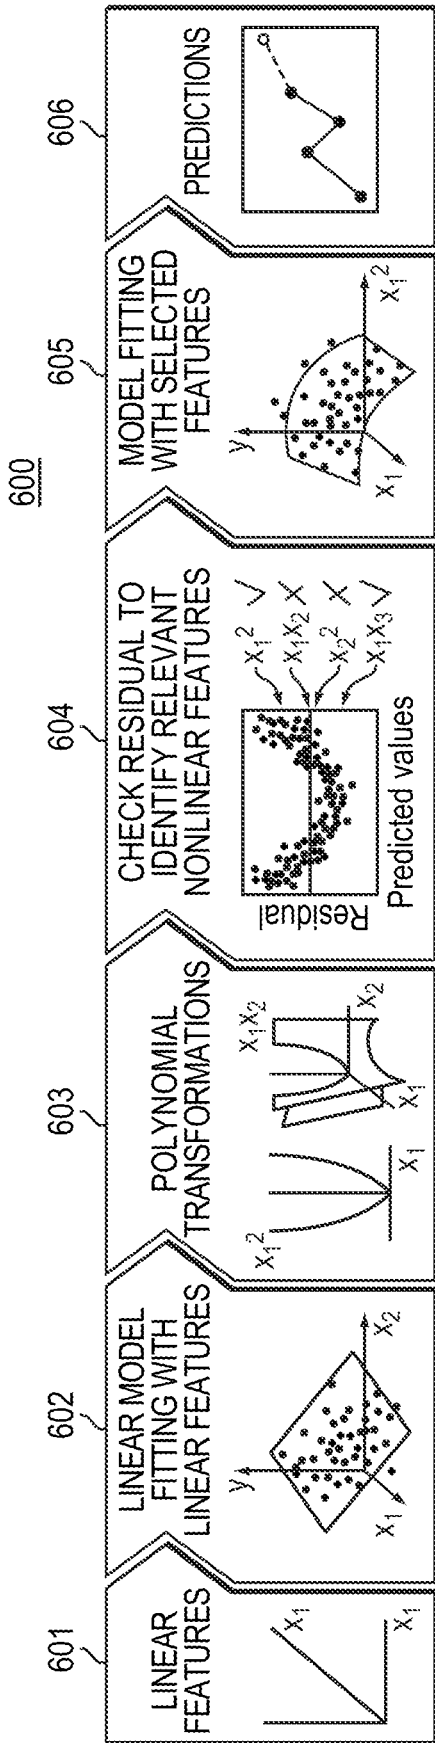 600
601
LINEAR
FEATURES
X₁
X₁
602
LINEAR MODEL
FITTING WITH
LINEAR FEATURES
y
X₂
X₁
603
POLYNOMIAL
TRANSFORMATIONS
X₁²
X₁
X₁X₂
X₂
X₁
604
CHECK RESIDUAL TO
IDENTIFY RELEVANT
NONLINEAR FEATURES
Residual
Predicted values
X₁² ✓
X₁X₂ ✗
X₂² ✗
X₁X₃ ✓
605
MODEL FITTING
WITH SELECTED
FEATURES
y
X₁²
X₁
606
PREDICTIONS